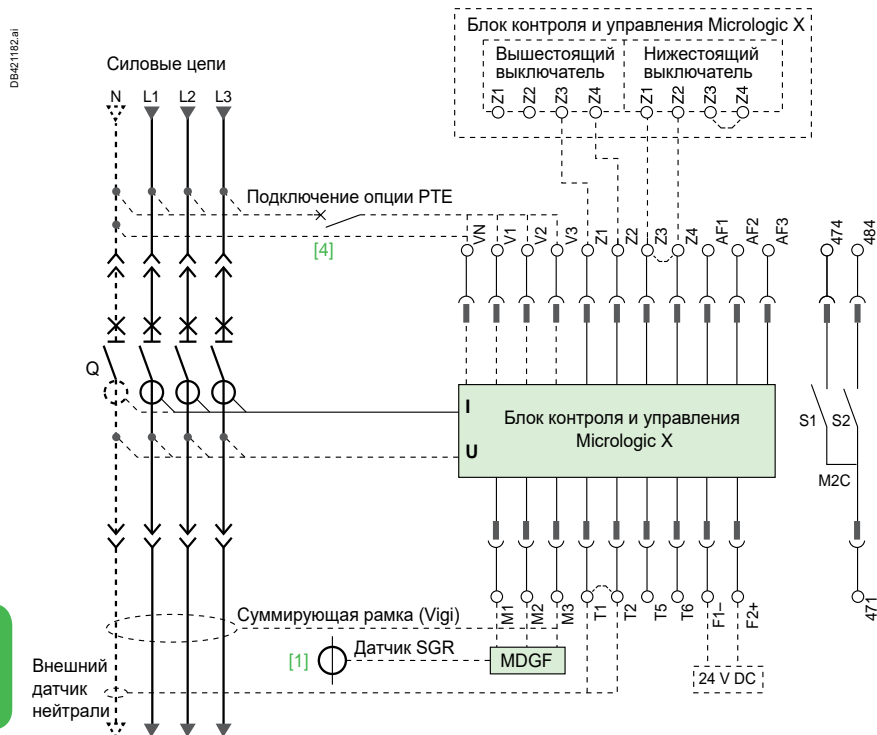 DB421182.ai
Блок контроля и управления Micrologic X
Вышестоящий
выключатель
Нижестоящий
выключатель
Z1 Z2 Z3 Z4 Z1 Z2 Z3 Z4
Силовые цепи
N L1 L2 L3
Подключение опции PTE
[4]
VN V1 V2 V3 Z1 Z2 Z3 Z4 AF1 AF2 AF3 474 484
Q
I
U
Блок контроля и управления
Micrologic X
S1 S2
M2C
M1 M2 M3 T1 T2 T5 T6 F1– F2+ 471
Суммирующая рамка (Vigi)
[1]
Датчик SGR
MDGF
24 V DC
Внешний
датчик
нейтрали